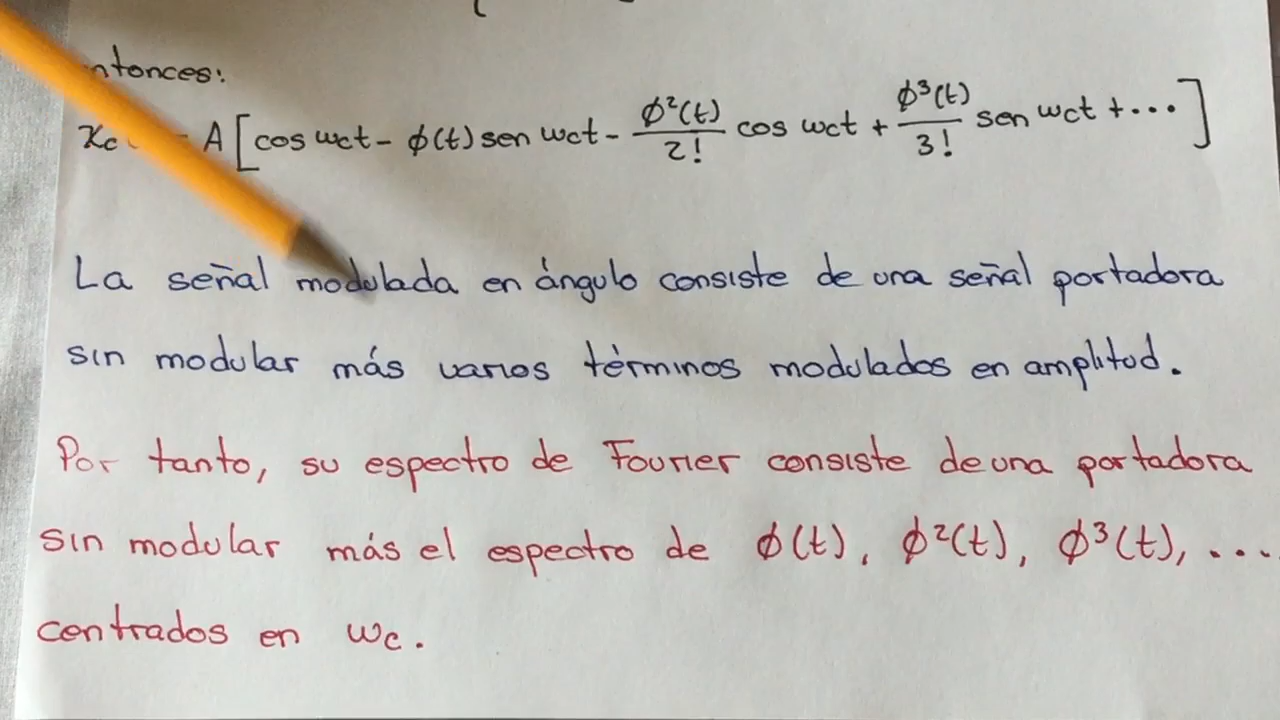 ntonces:
xc = A[cos wct - ϕ(t) sen wct - ϕ²(t)/2! cos wct + ϕ³(t)/3! sen wct + ...]
La señal modulada en ángulo consiste de una señal portadora
sin modular más varios términos modulados en amplitud.
Por tanto, su espectro de Fourier consiste de una portadora
sin modular más el espectro de ϕ(t), ϕ²(t), ϕ³(t), ...
centrados en wc.